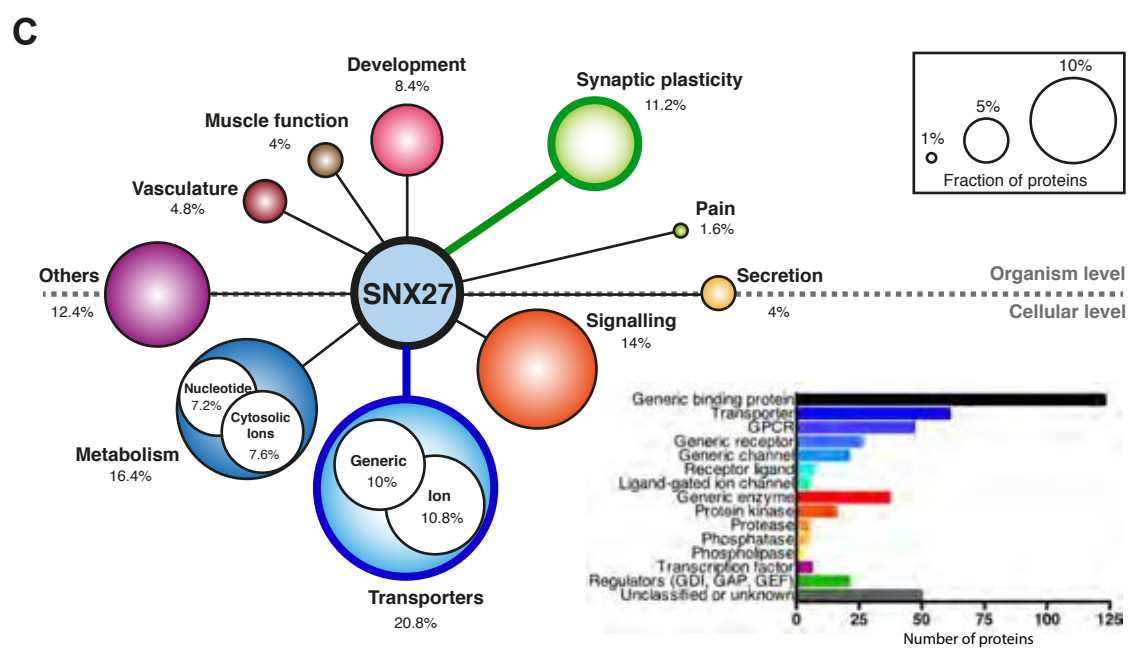 C
Development
8.4%
Synaptic plasticity
11.2%
Muscle function
4%
Vasculature
4.8%
Pain
1.6%
10%
5%
1%
Fraction of proteins
Others
12.4%
SNX27
Secretion
4%
Organism level
Cellular level
Signalling
14%
Nucleotide
7.2%
Cytosolic
Ions
7.6%
Metabolism
16.4%
Generic
10%
Ion
10.8%
Transporters
20.8%
Generic binding protein
Transporter
GPCR
Generic receptor
Generic channel
Receptor ligand
Ligand-gated ion channel
Generic enzyme
Protein kinase
Protease
Phosphatase
Phospholipase
Transcription factor
Regulators (GDI, GAP, GEF)
Unclassified or unknown
0 25 50 75 100 125
Number of proteins